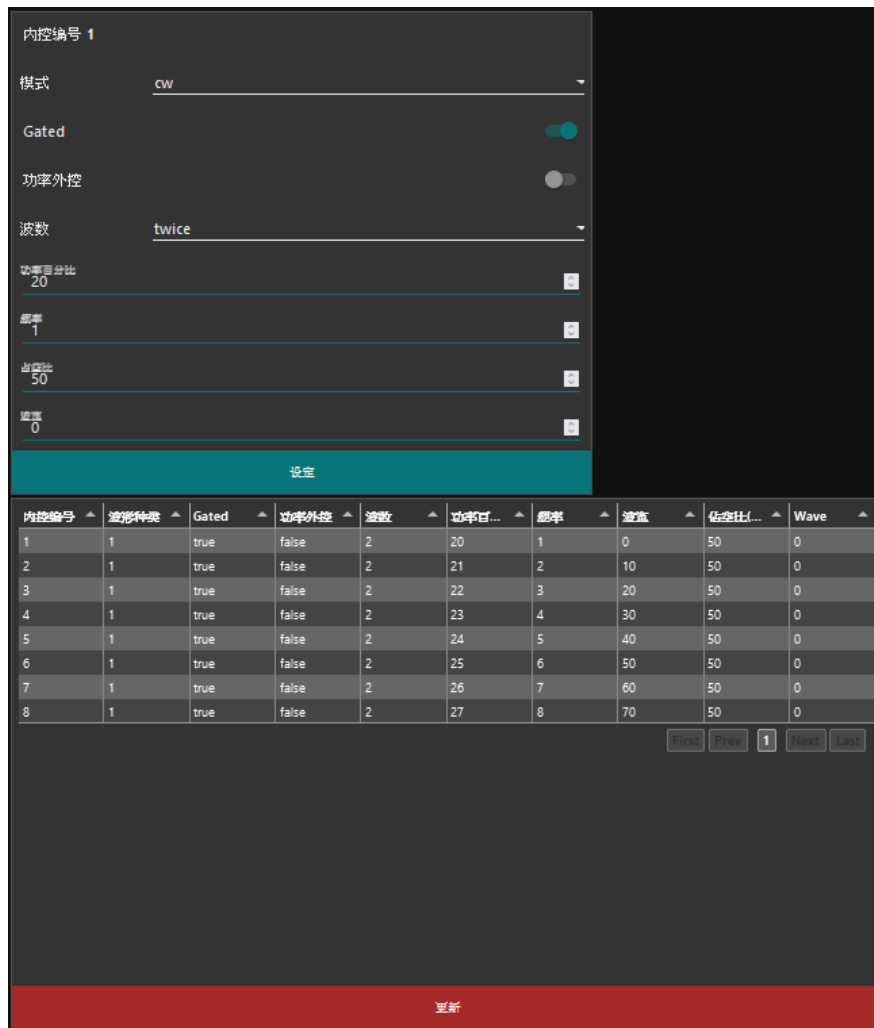 内控编号 1
模式 cw
Gated
功率外控
波数 twice
功率百分比
20
频率
1
占空比
50
波宽
0
设定
内控编号 波形种类 Gated 功率外控 波数 功率百... 频率 波宽 佔空比(... Wave
1 1 true false 2 20 1 0 50 0
2 1 true false 2 21 2 10 50 0
3 1 true false 2 22 3 20 50 0
4 1 true false 2 23 4 30 50 0
5 1 true false 2 24 5 40 50 0
6 1 true false 2 25 6 50 50 0
7 1 true false 2 26 7 60 50 0
8 1 true false 2 27 8 70 50 0
First Prev 1 Next Last
更新